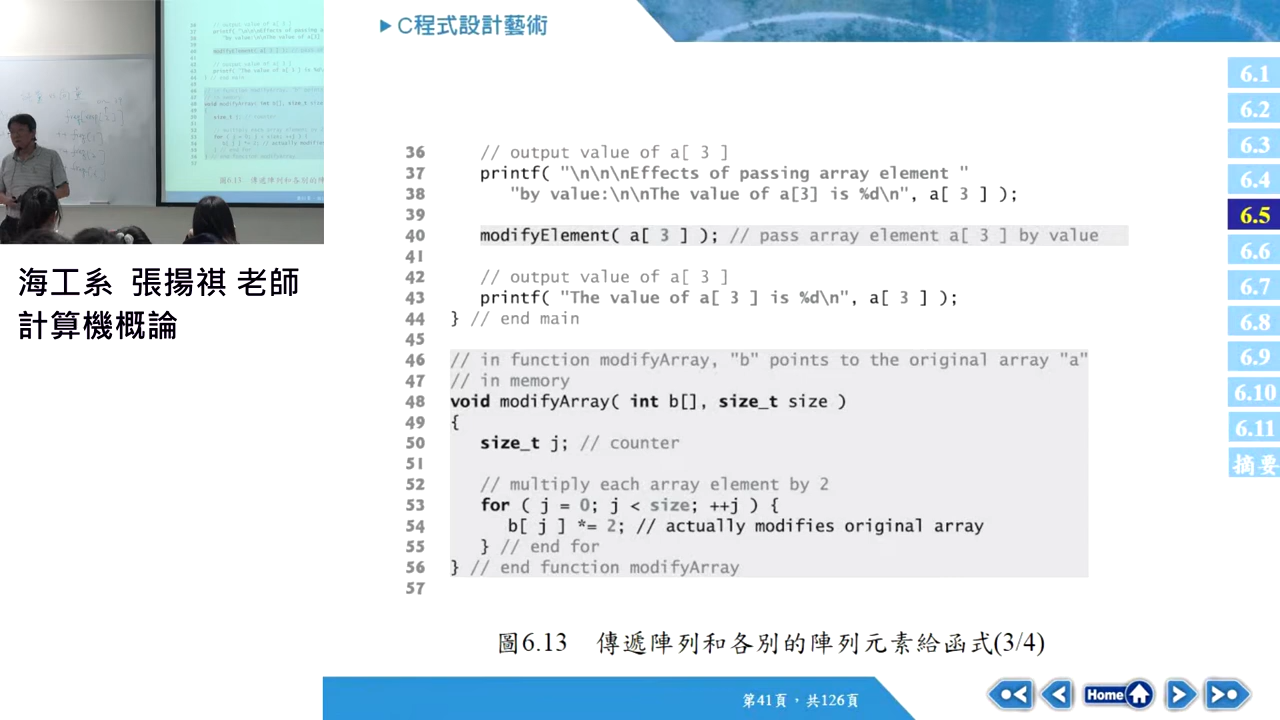 C程式設計藝術
6.1
6.2
6.3
6.4
6.5
6.6
6.7
6.8
6.9
6.10
6.11
摘要
海工系 張揚祺 老師
計算機概論
36 // output value of a[ 3 ]
37 printf( "\n\n\nEffects of passing array element "
38 "by value:\n\nThe value of a[3] is %d\n", a[ 3 ] );
39
40 modifyElement( a[ 3 ] ); // pass array element a[ 3 ] by value
41
42 // output value of a[ 3 ]
43 printf( "The value of a[ 3 ] is %d\n", a[ 3 ] );
44 } // end main
45
46 // in function modifyArray, "b" points to the original array "a"
47 // in memory
48 void modifyArray( int b[], size_t size )
49 {
50 size_t j; // counter
51
52 // multiply each array element by 2
53 for ( j = 0; j < size; ++j ) {
54 b[ j ] *= 2; // actually modifies original array
55 } // end for
56 } // end function modifyArray
57
圖6.13 傳遞陣列和各別的陣列元素給函式(3/4)
第41頁，共126頁
Home